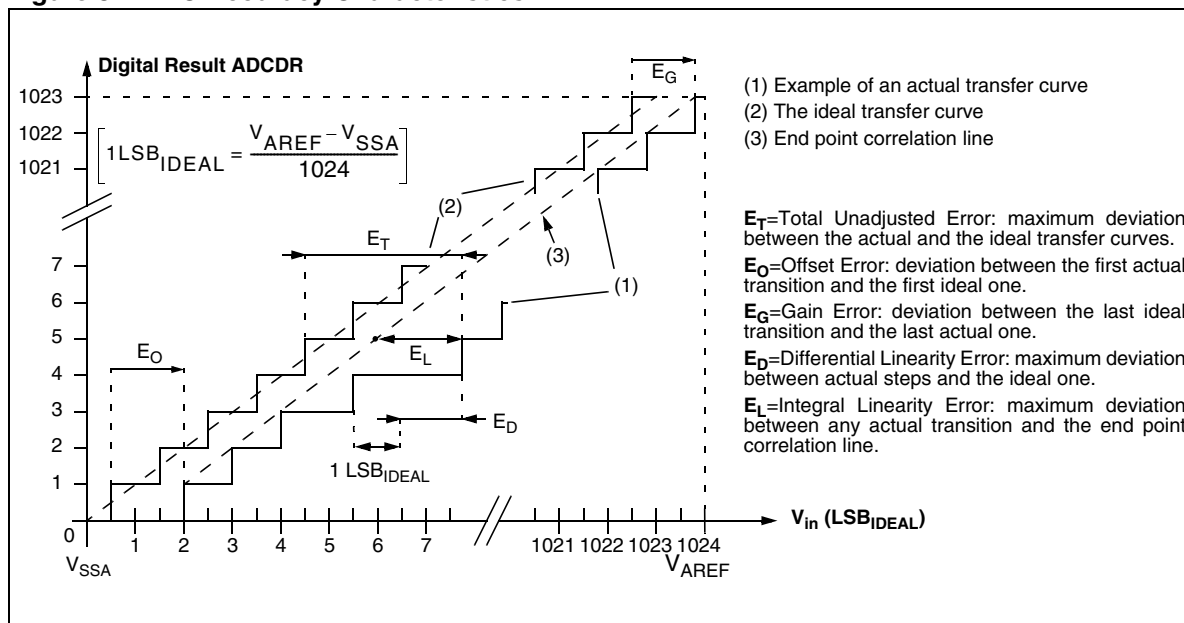 Digital Result ADCDR
E_G
1023
1022
1021
[1LSB_IDEAL = (V_AREF - V_SSA) / 1024]
(2)
(3)
(1)
E_T
7
6
5
4
3
2
1
0
E_O
E_L
E_D
1 LSB_IDEAL
1 2 3 4 5 6 7 1021 1022 1023 1024
V_in (LSB_IDEAL)
V_SSA
V_AREF
(1) Example of an actual transfer curve
(2) The ideal transfer curve
(3) End point correlation line
E_T=Total Unadjusted Error: maximum deviation
between the actual and the ideal transfer curves.
E_O=Offset Error: deviation between the first actual
transition and the first ideal one.
E_G=Gain Error: deviation between the last ideal
transition and the last actual one.
E_D=Differential Linearity Error: maximum deviation
between actual steps and the ideal one.
E_L=Integral Linearity Error: maximum deviation
between any actual transition and the end point
correlation line.